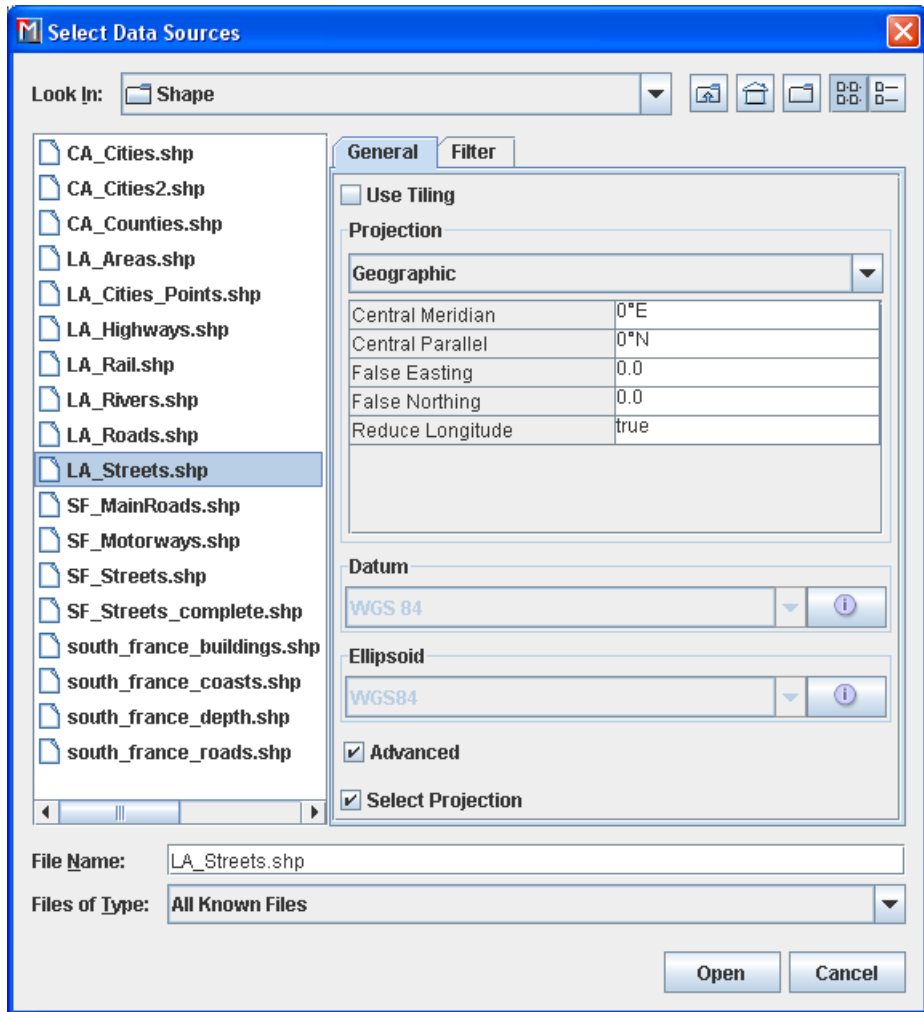 Select Data Sources
Look In: Shape
CA_Cities.shp
CA_Cities2.shp
CA_Counties.shp
LA_Areas.shp
LA_Cities_Points.shp
LA_Highways.shp
LA_Rail.shp
LA_Rivers.shp
LA_Roads.shp
LA_Streets.shp
SF_MainRoads.shp
SF_Motorways.shp
SF_Streets.shp
SF_Streets_complete.shp
south_france_buildings.shp
south_france_coasts.shp
south_france_depth.shp
south_france_roads.shp
General Filter
Use Tiling
Projection
Geographic
Central Meridian 0°E
Central Parallel 0°N
False Easting 0.0
False Northing 0.0
Reduce Longitude true
Datum
WGS 84
Ellipsoid
WGS84
Advanced
Select Projection
File Name: LA_Streets.shp
Files of Type: All Known Files
Open Cancel